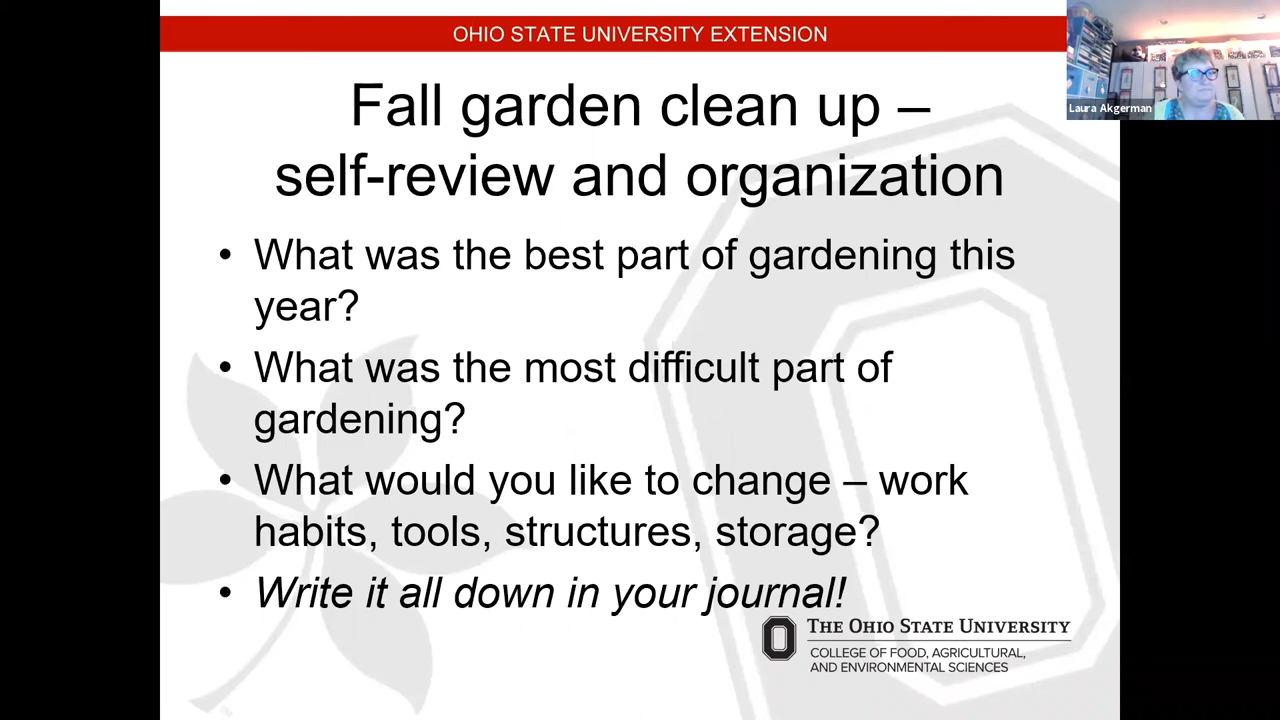 OHIO STATE UNIVERSITY EXTENSION
Laura Akgerman
Fall garden clean up –
self-review and organization
• What was the best part of gardening this
year?
• What was the most difficult part of
gardening?
• What would you like to change – work
habits, tools, structures, storage?
• Write it all down in your journal!
THE OHIO STATE UNIVERSITY
COLLEGE OF FOOD, AGRICULTURAL,
AND ENVIRONMENTAL SCIENCES